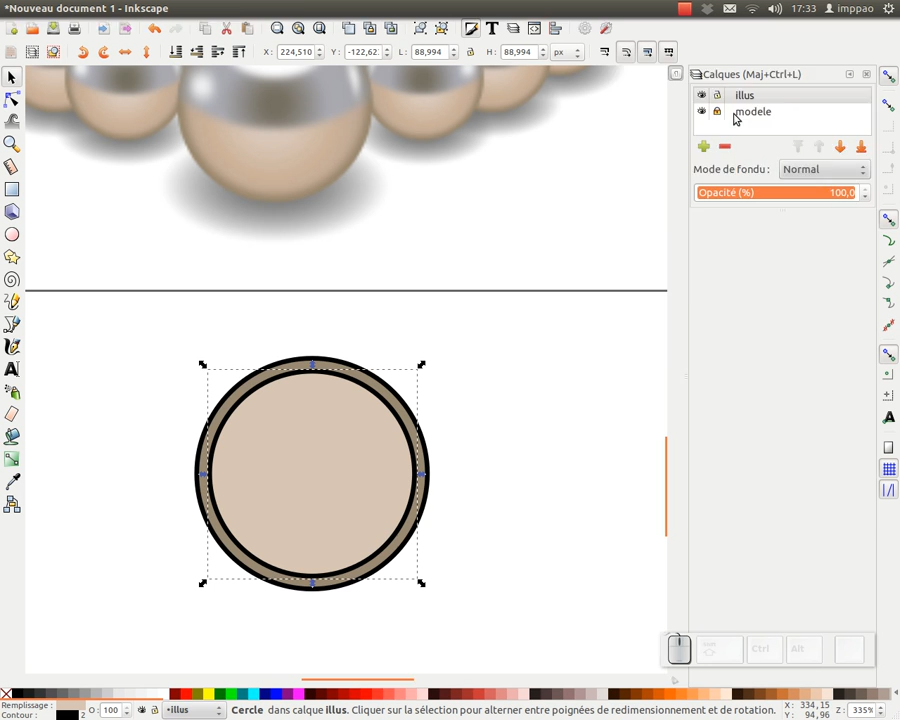 *Nouveau document 1 - Inkscape
17:33 imppao
X: 224,510 Y: -122,62 L: 88,994 H: 88,994 px
Calques (Maj+Ctrl+L)
illus
modele
Mode de fondu : Normal
Opacité (%) 100,0
Ctrl Alt
Remplissage :
Contour : 2 O: 100 •illus Cercle dans calque illus. Cliquer sur la sélection pour alterner entre poignées de redimensionnement et de rotation. X: 334,15 Y: 94,96 Z: 335%